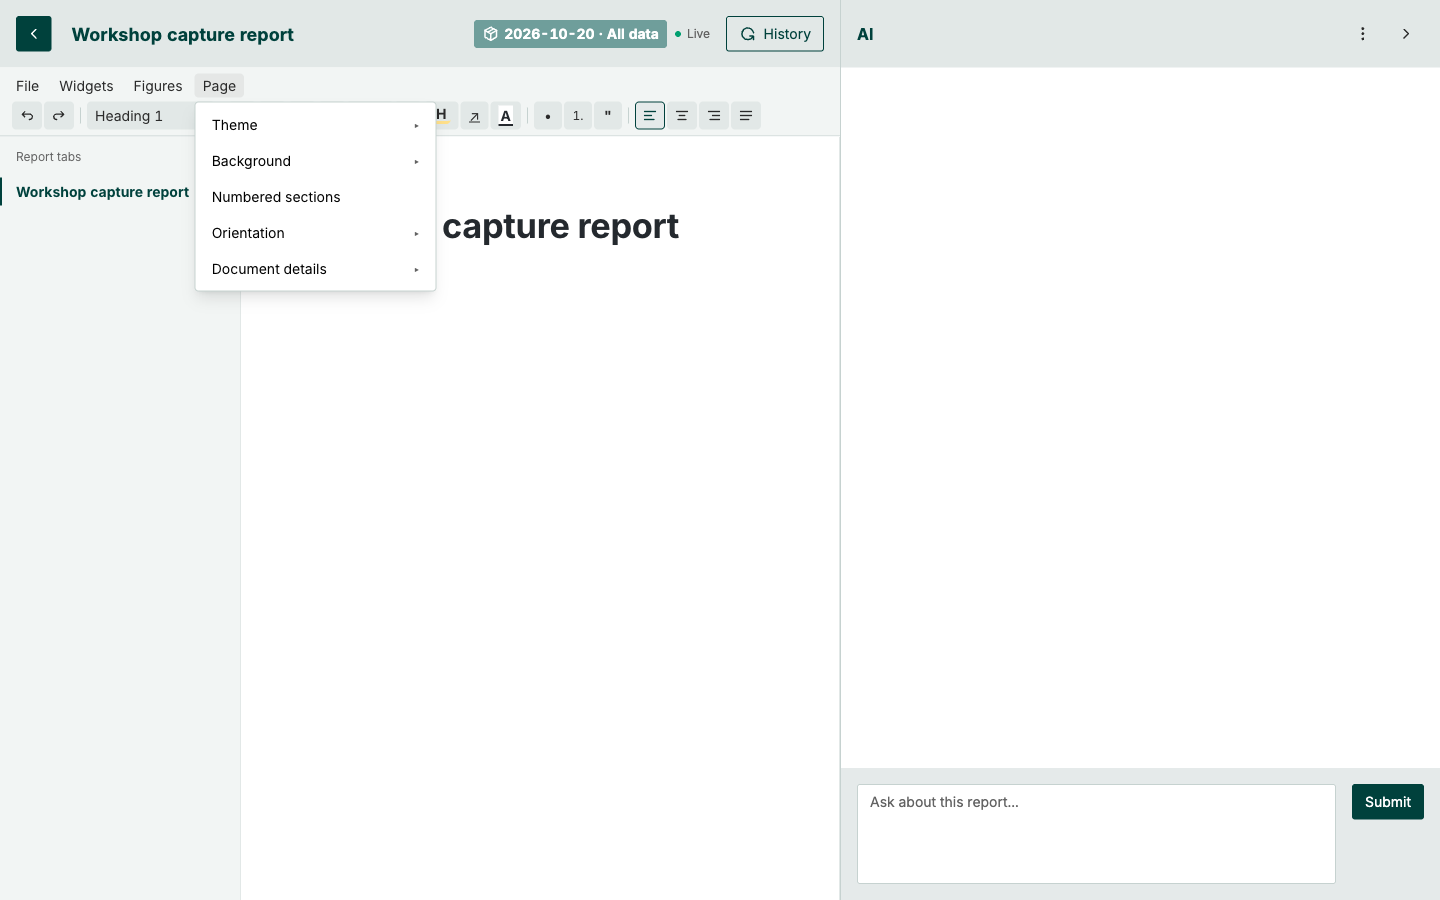 Workshop capture report
2026-10-20 · All data
Live
History
AI
File
Widgets
Figures
Page
Heading 1
H
A
1.
"
Theme
Background
Numbered sections
Orientation
Document details
Report tabs
Workshop capture report
capture report
Ask about this report...
Submit